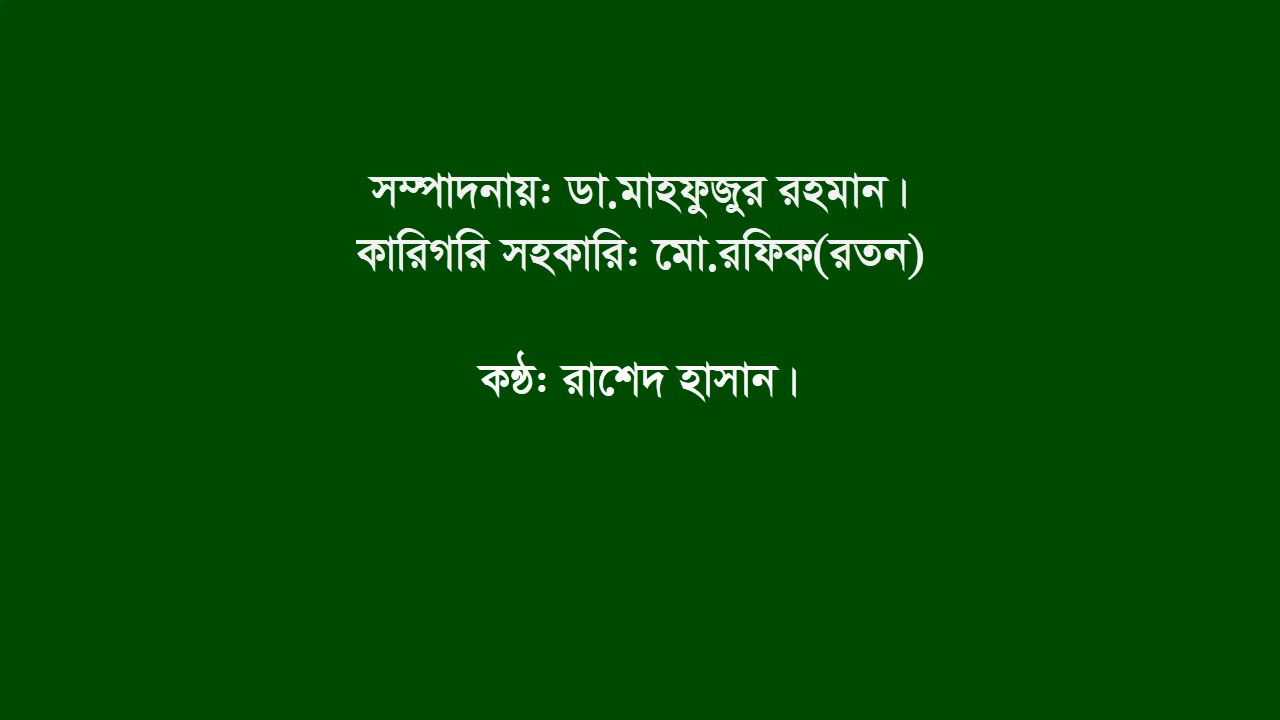 সম্পাদনায়: ডা.মাহফুজুর রহমান।
কারিগরি সহকারি: মো.রফিক(রতন)
কণ্ঠ: রাশেদ হাসান।